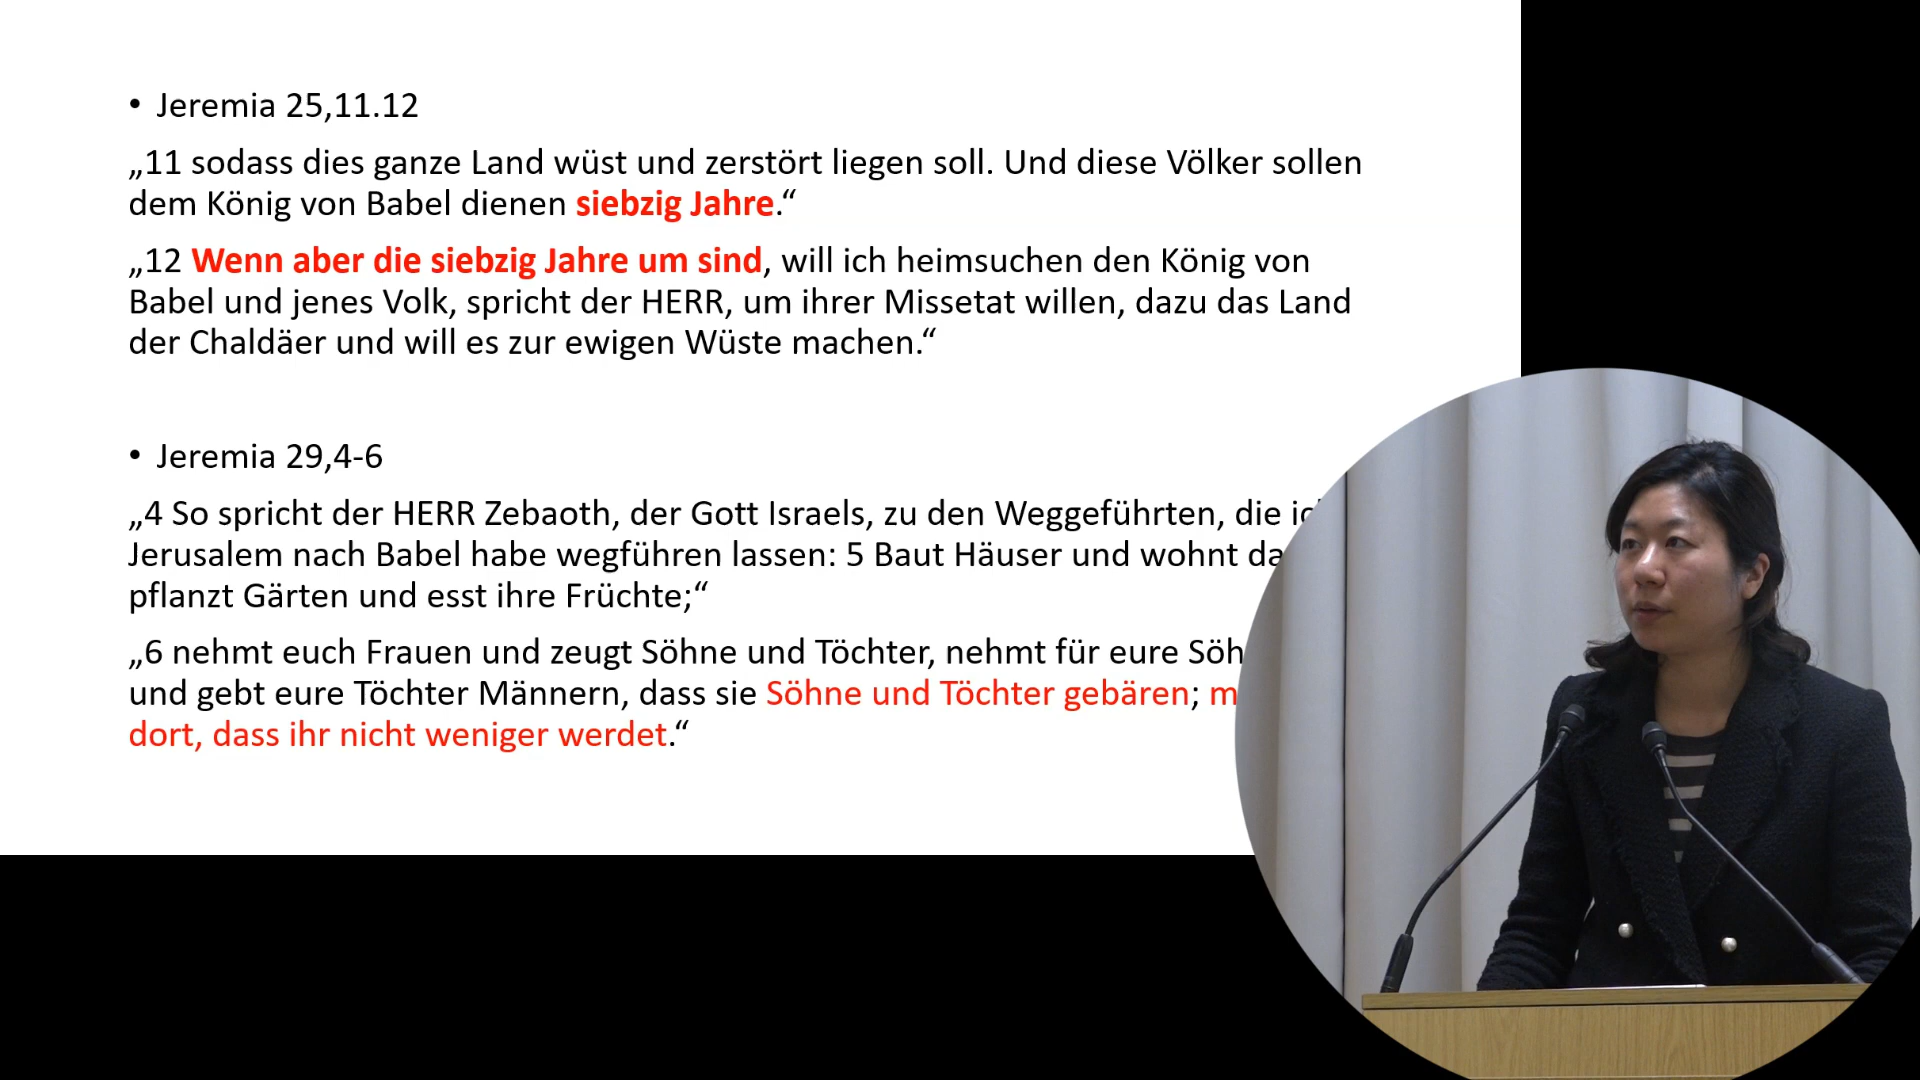 • Jeremia 25,11.12
„11 sodass dies ganze Land wüst und zerstört liegen soll. Und diese Völker sollen
dem König von Babel dienen siebzig Jahre.“
„12 Wenn aber die siebzig Jahre um sind, will ich heimsuchen den König von
Babel und jenes Volk, spricht der HERR, um ihrer Missetat willen, dazu das Land
der Chaldäer und will es zur ewigen Wüste machen.“
• Jeremia 29,4-6
„4 So spricht der HERR Zebaoth, der Gott Israels, zu den Weggeführten, die
Jerusalem nach Babel habe wegführen lassen: 5 Baut Häuser und wohnt
pflanzt Gärten und esst ihre Früchte;“
„6 nehmt euch Frauen und zeugt Söhne und Töchter, nehmt für eure
und gebt eure Töchter Männern, dass sie Söhne und Töchter gebären;
dort, dass ihr nicht weniger werdet.“